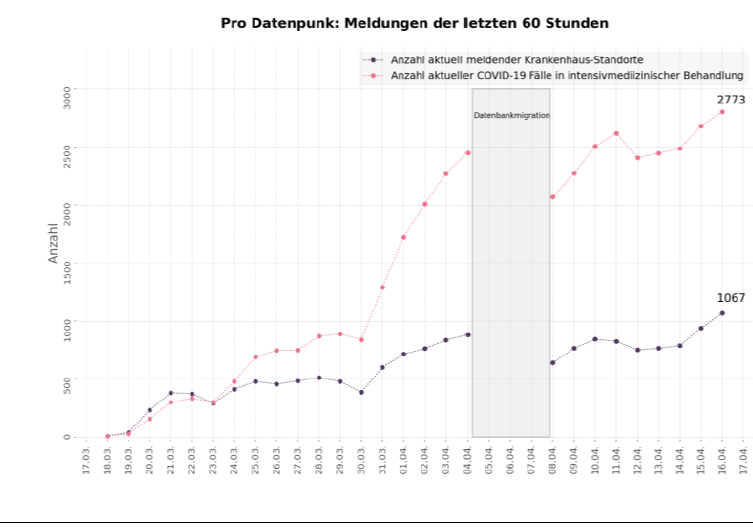 Pro Datenpunk: Meldungen der letzten 60 Stunden
Anzahl aktuell meldender Krankenhaus-Standorte
Anzahl aktueller COVID-19 Fälle in intensivmediizinischer Behandlung
3000
2773
Datenbankmigration
2500
2000
Anzahl
1500
1067
1000
500
0
17.03. 18.03. 19.03. 20.03. 21.03. 22.03. 23.03. 24.03. 25.03. 26.03. 27.03. 28.03. 29.03. 30.03. 31.03. 01.04. 02.04. 03.04. 04.04. 05.04. 06.04. 07.04. 08.04. 09.04. 10.04. 11.04. 12.04. 13.04. 14.04. 15.04. 16.04. 17.04.